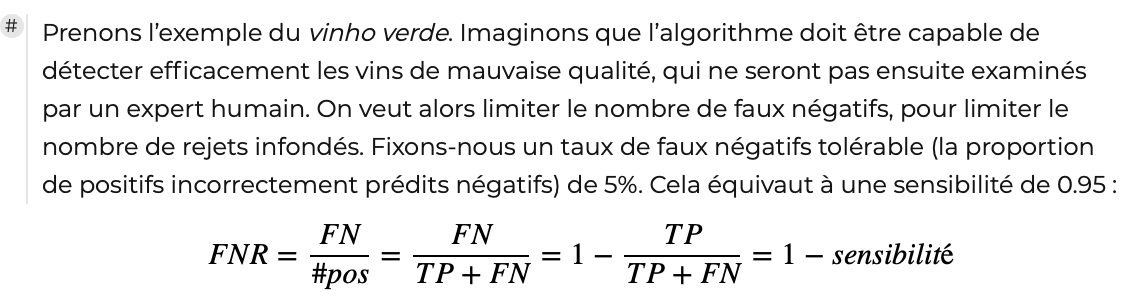 #
Prenons l’exemple du vinho verde. Imaginons que l’algorithme doit être capable de
détecter efficacement les vins de mauvaise qualité, qui ne seront pas ensuite examinés
par un expert humain. On veut alors limiter le nombre de faux négatifs, pour limiter le
nombre de rejets infondés. Fixons-nous un taux de faux négatifs tolérable (la proportion
de positifs incorrectement prédits négatifs) de 5%. Cela équivaut à une sensibilité de 0.95 :
FNR = FN / #pos = FN / TP + FN = 1 − TP / TP + FN = 1 − sensibilité